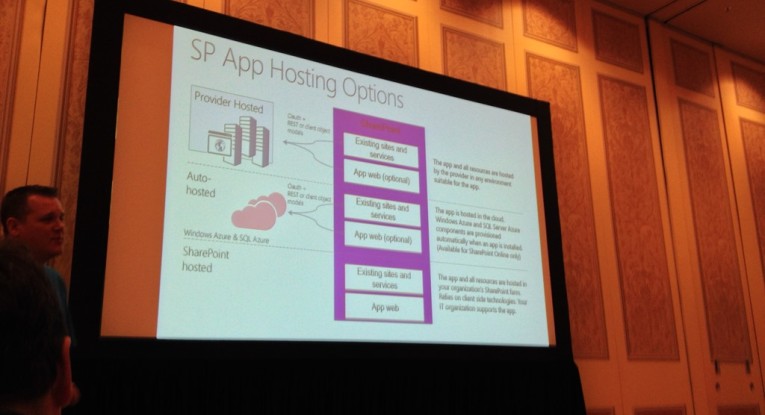 SP App Hosting Options
Provider Hosted
OAuth +
REST or client object
module
Existing sites and
services
App web (optional)
The app and all resources are hosted
by the provider in any environment
suitable for the app.
Auto-
hosted
OAuth +
REST or client object
module
Existing sites and
services
App web (optional)
The app is hosted in the cloud.
Windows Azure and SQL Server Azure
components are provisioned
automatically when an app is installed.
(Available for SharePoint Online only)
Windows Azure & SQL Azure
SharePoint
hosted
Existing sites and
services
App web
The app and all resources are hosted in
your organization's SharePoint farm.
Relies on client side technologies. Your
IT organization supports the app.